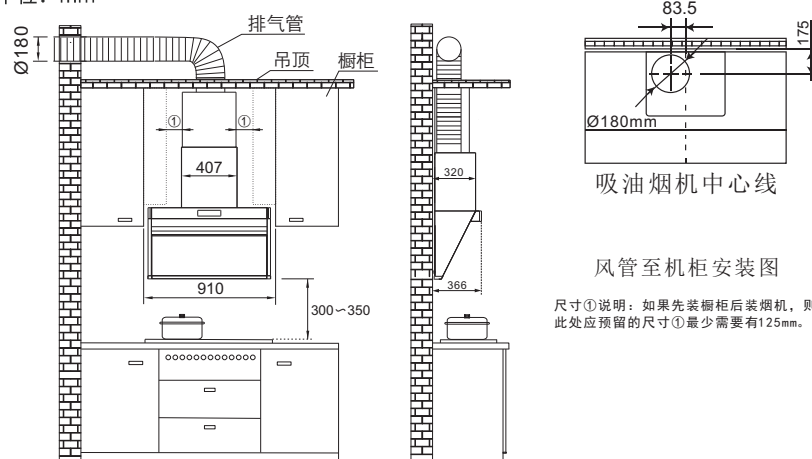 单位：mm
Ø180
排气管
吊顶
橱柜
①
①
407
910
300~350
320
366
83.5
175
Ø180mm
吸油烟机中心线
风管至机柜安装图
尺寸①说明：如果先装橱柜后装烟机，则
此处应预留的尺寸①最少需要有125mm。